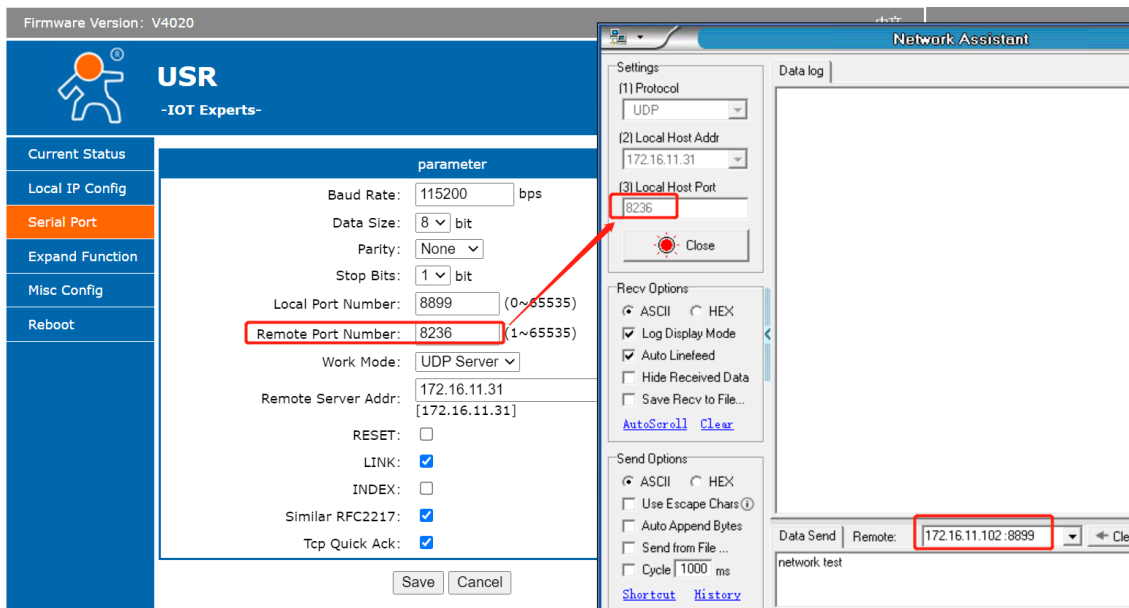 Firmware Version: V4020
中文
USR
-IOT Experts-
Current Status
Local IP Config
Serial Port
Expand Function
Misc Config
Reboot
parameter
Baud Rate: 115200 bps
Data Size: 8 bit
Parity: None
Stop Bits: 1 bit
Local Port Number: 8899 (0~65535)
Remote Port Number: 8236 (1~65535)
Work Mode: UDP Server
Remote Server Addr: 172.16.11.31
[172.16.11.31]
RESET:
LINK:
INDEX:
Similar RFC2217:
Tcp Quick Ack:
Save Cancel
Network Assistant
Settings
(1) Protocol
UDP
(2) Local Host Addr
172.16.11.31
(3) Local Host Port
8236
Close
Recv Options
ASCII HEX
Log Display Mode
Auto Linefeed
Hide Received Data
Save Recv to File...
AutoScroll Clear
Send Options
ASCII HEX
Use Escape Chars
Auto Append Bytes
Send from File ...
Cycle 1000 ms
Shortcut History
Data log
Data Send Remote: 172.16.11.102 :8899 Cle
network test